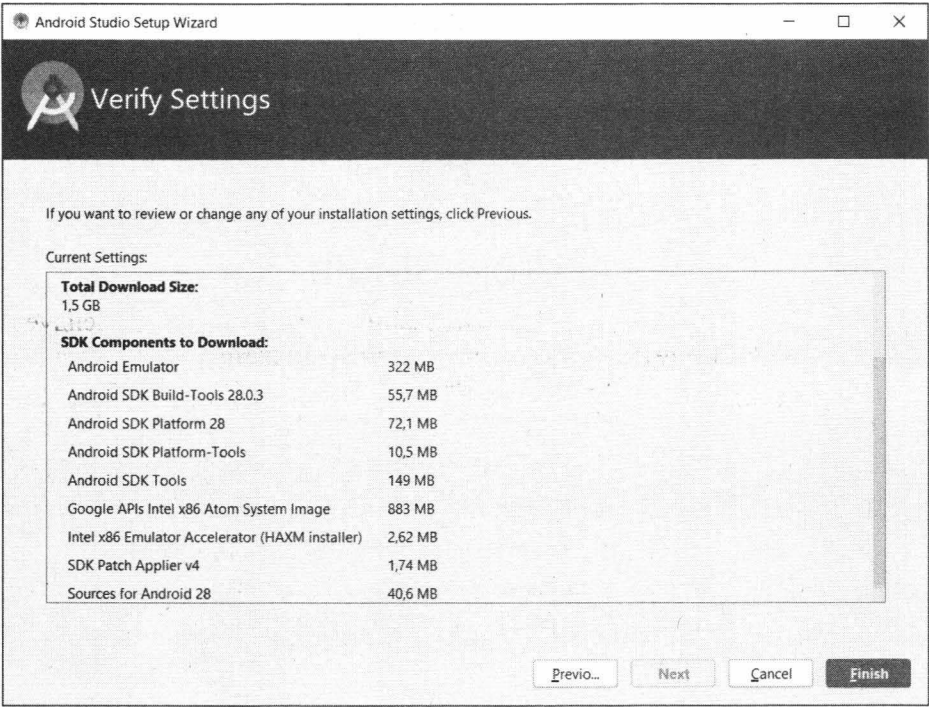 Android Studio Setup Wizard
Verify Settings
If you want to review or change any of your installation settings, click Previous.
Current Settings:
Total Download Size:
1,5 GB
SDK Components to Download:
Android Emulator 322 MB
Android SDK Build-Tools 28.0.3 55,7 MB
Android SDK Platform 28 72,1 MB
Android SDK Platform-Tools 10,5 MB
Android SDK Tools 149 MB
Google APIs Intel x86 Atom System Image 883 MB
Intel x86 Emulator Accelerator (HAXM installer) 2,62 MB
SDK Patch Applier v4 1,74 MB
Sources for Android 28 40,6 MB
Previo... Next Cancel Finish